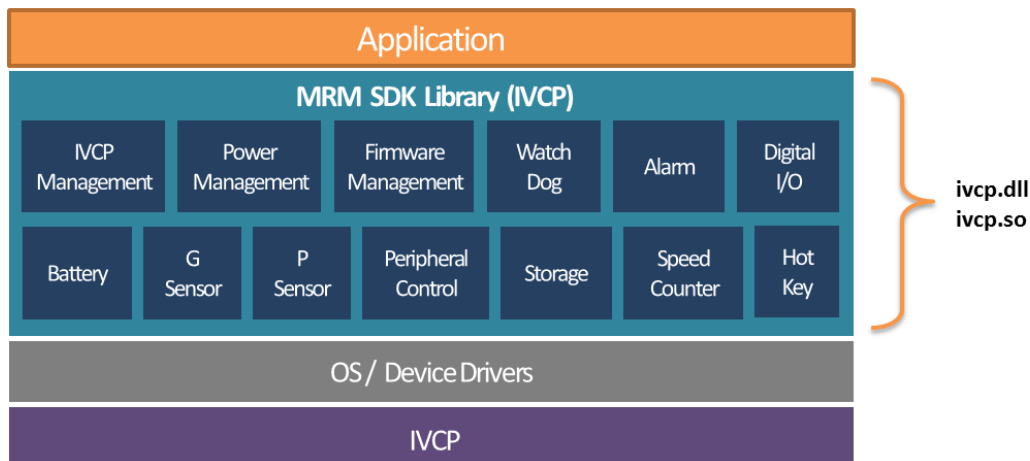 Application
MRM SDK Library (IVCP)
IVCP
Management
Power
Management
Firmware
Management
Watch
Dog
Alarm
Digital
I/O
Battery
G
Sensor
P
Sensor
Peripheral
Control
Storage
Speed
Counter
Hot
Key
ivcp.dll
ivcp.so
OS / Device Drivers
IVCP